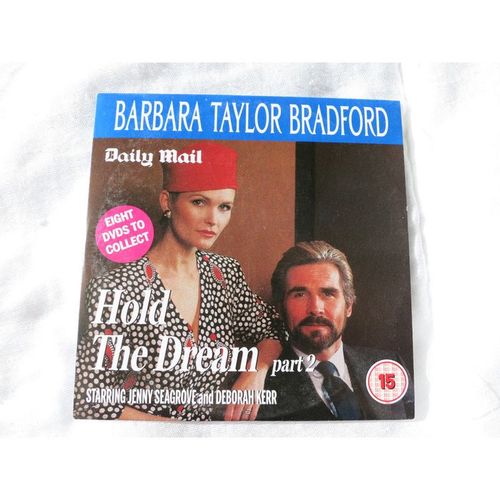 BARBARA TAYLOR BRADFORD
Daily Mail
EIGHT
DVDS TO
COLLECT
Hold
The Dream part 2
STARRING JENNY SEAGROVE and DEBORAH KERR
15